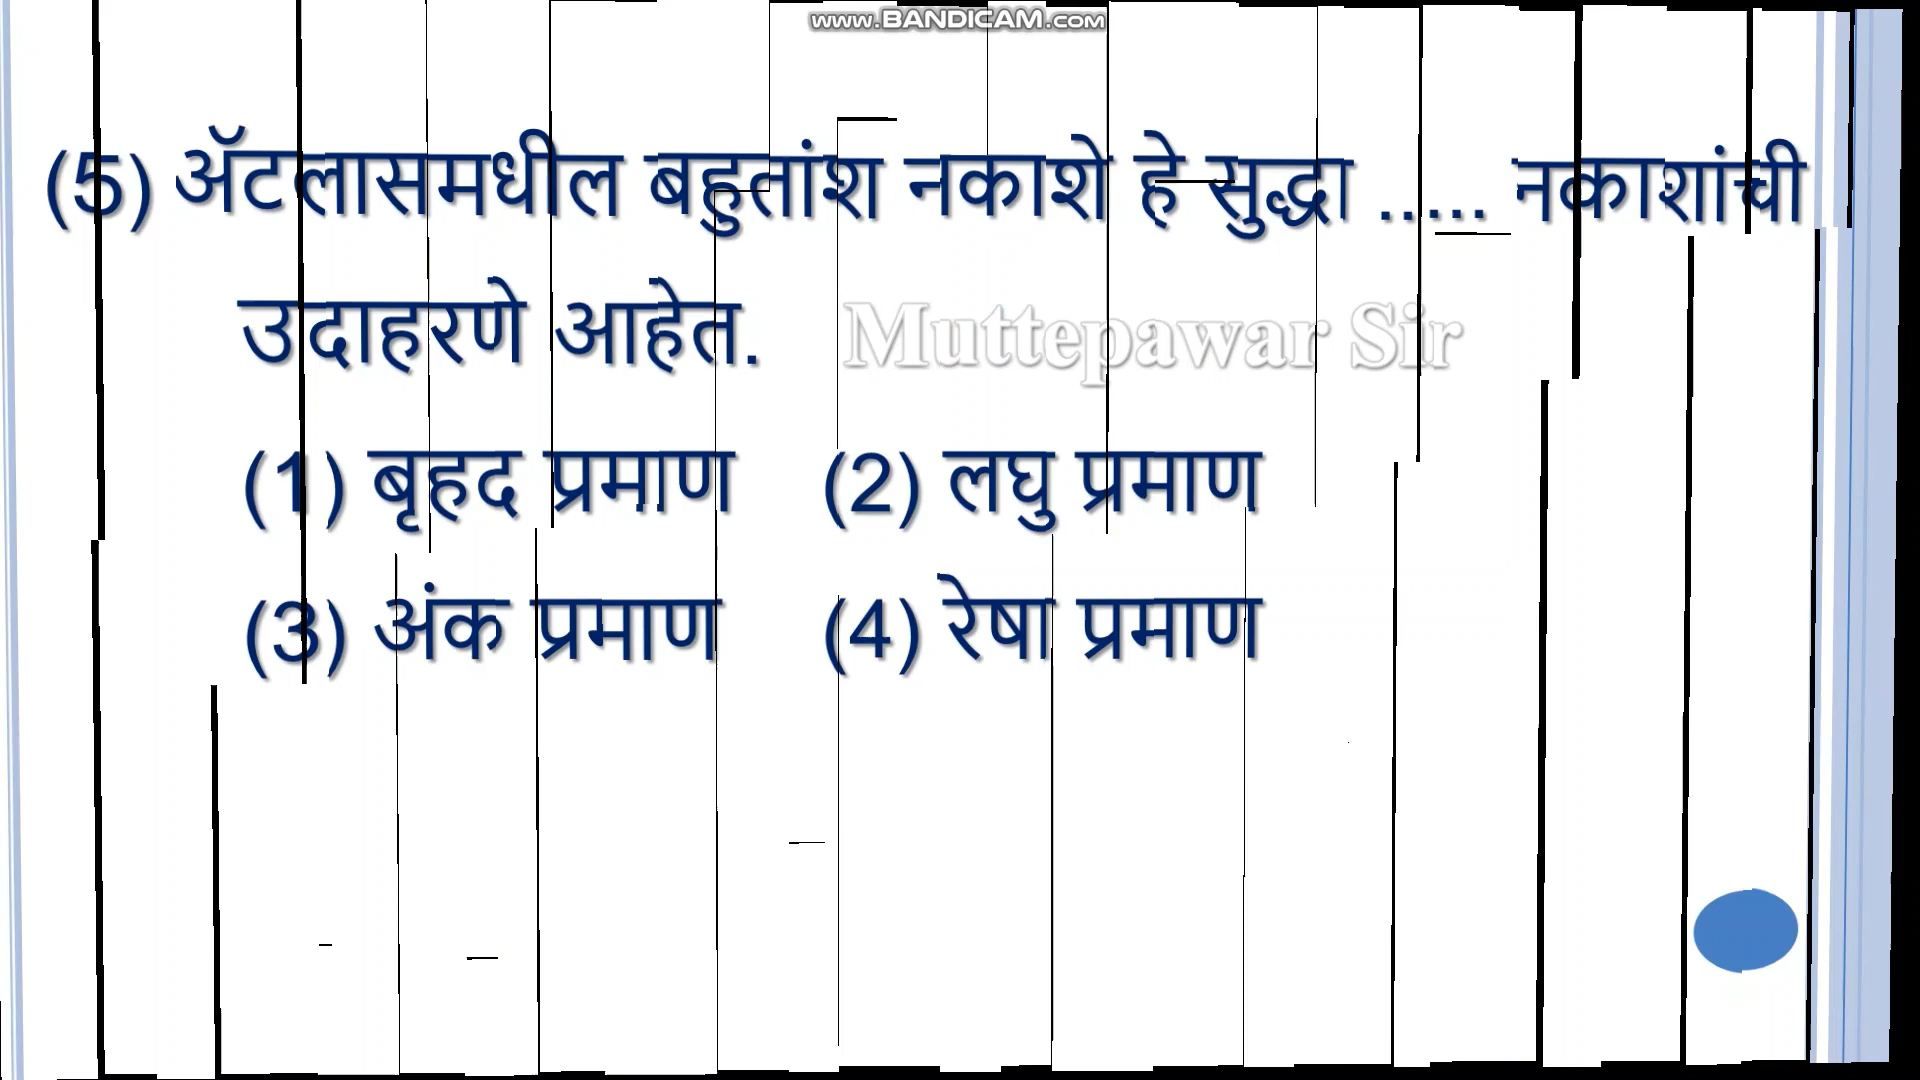 www.BANDICAM.com
(5) ॲटलासमधील बहुतांश नकाशे हे सुद्धा ..... नकाशांची
उदाहरणे आहेत. Muttepawar Sir
(1) बृहद प्रमाण (2) लघु प्रमाण
(3) अंक प्रमाण (4) रेषा प्रमाण